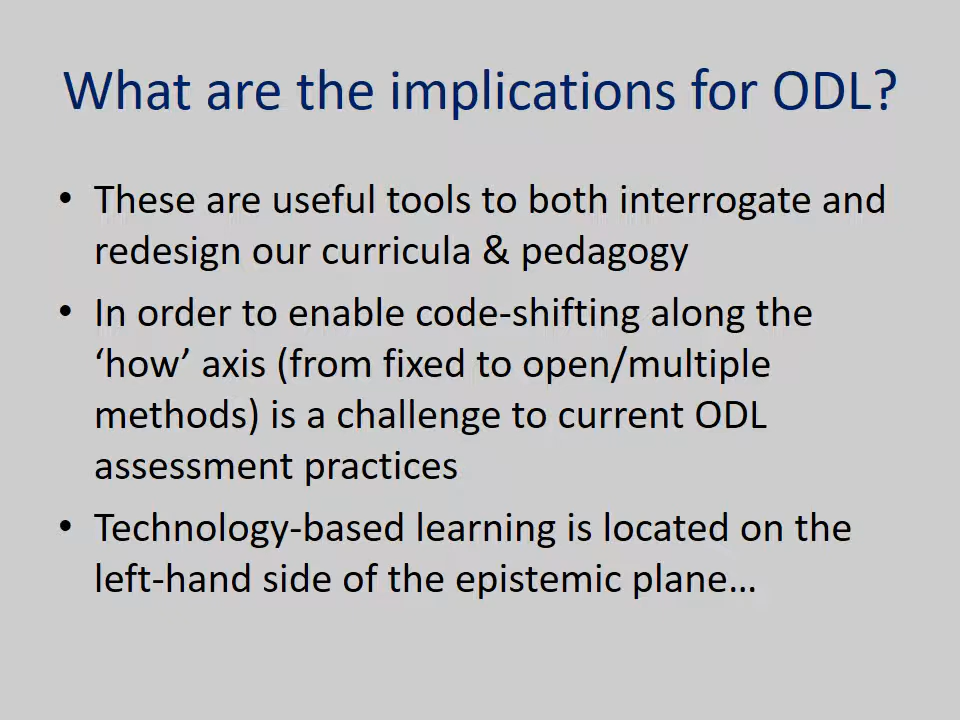 What are the implications for ODL?
• These are useful tools to both interrogate and
redesign our curricula & pedagogy
• In order to enable code-shifting along the
‘how’ axis (from fixed to open/multiple
methods) is a challenge to current ODL
assessment practices
• Technology-based learning is located on the
left-hand side of the epistemic plane…